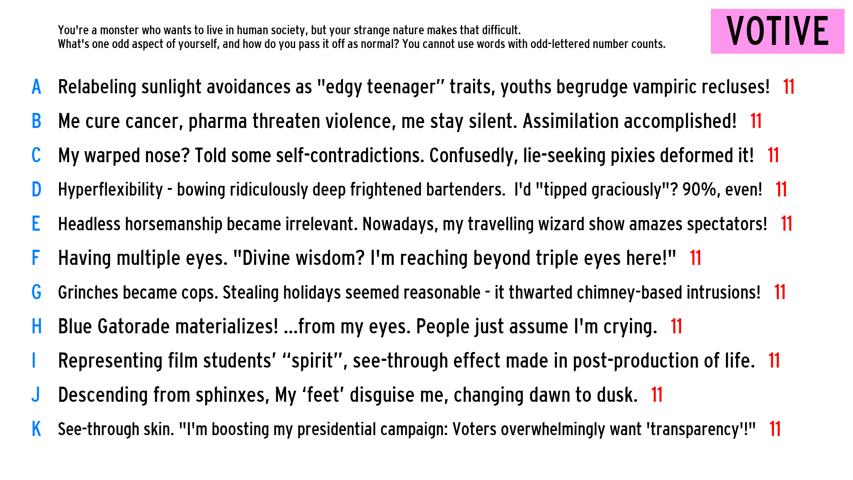 You're a monster who wants to live in human society, but your strange nature makes that difficult.
What's one odd aspect of yourself, and how do you pass it off as normal? You cannot use words with odd-lettered number counts.
VOTIVE
A Relabeling sunlight avoidances as "edgy teenager” traits, youths begrudge vampiric recluses! 11
B Me cure cancer, pharma threaten violence, me stay silent. Assimilation accomplished! 11
C My warped nose? Told some self-contradictions. Confusedly, lie-seeking pixies deformed it! 11
D Hyperflexibility - bowing ridiculously deep frightened bartenders. I'd "tipped graciously"? 90%, even! 11
E Headless horsemanship became irrelevant. Nowadays, my travelling wizard show amazes spectators! 11
F Having multiple eyes. "Divine wisdom? I'm reaching beyond triple eyes here!" 11
G Grinches became cops. Stealing holidays seemed reasonable - it thwarted chimney-based intrusions! 11
H Blue Gatorade materializes! ...from my eyes. People just assume I'm crying. 11
I Representing film students’ “spirit”, see-through effect made in post-production of life. 11
J Descending from sphinxes, My ‘feet’ disguise me, changing dawn to dusk. 11
K See-through skin. "I'm boosting my presidential campaign: Voters overwhelmingly want 'transparency'!" 11